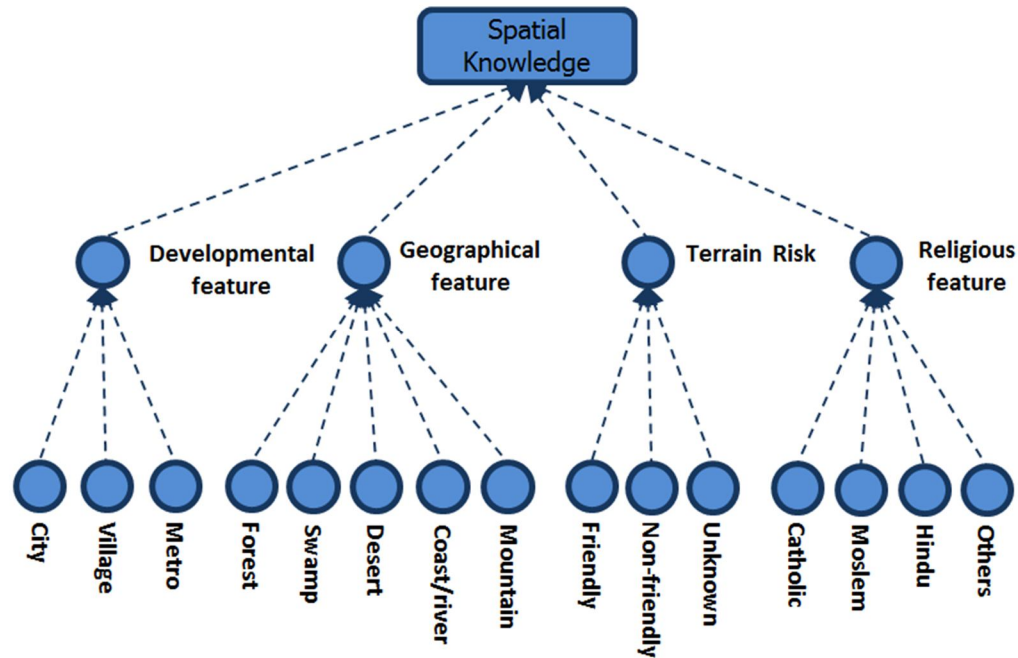 Spatial
Knowledge
Developmental
feature
Geographical
feature
Terrain Risk
Religious
feature
City
Village
Metro
Forest
Swamp
Desert
Coast/river
Mountain
Friendly
Non-friendly
Unknown
Catholic
Moslem
Hindu
Others